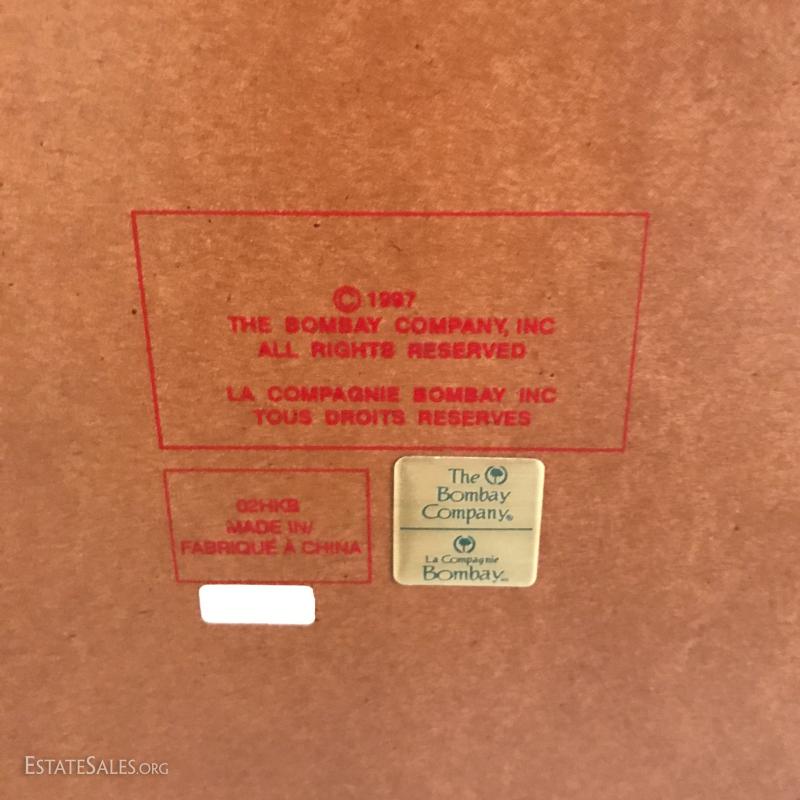 © 1997
THE BOMBAY COMPANY, INC
ALL RIGHTS RESERVED
LA COMPAGNIE BOMBAY INC
TOUS DROITS RESERVES
02HKB
MADE IN/
FABRIQUÉ À CHINA
The
Bombay
Company®
La Compagnie
Bombay
ESTATESALES.ORG